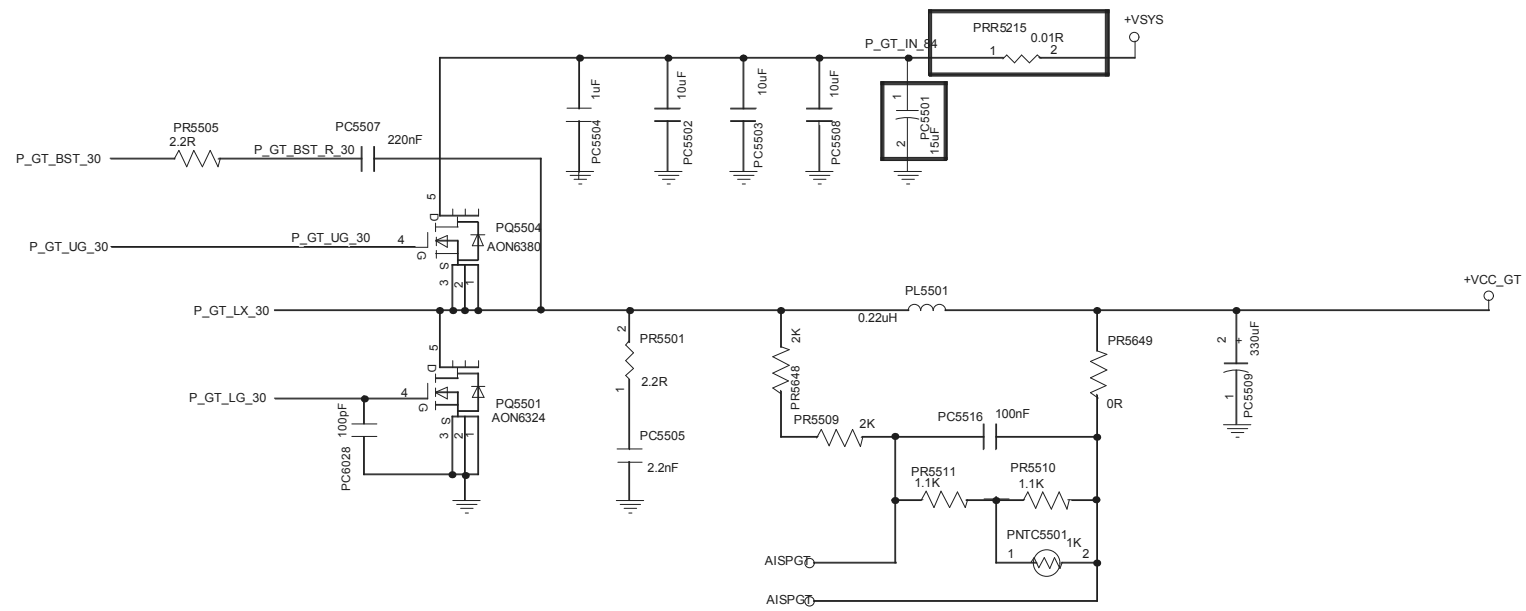 +VSYS
PRR5215
0.01R
P_GT_IN_84
1
2
1uF
PC5504
10uF
PC5502
10uF
PC5503
10uF
PC5508
1
PC5501
15uF
2
PR5505
2.2R
PC5507
220nF
P_GT_BST_30
P_GT_BST_R_30
5
D
PQ5504
AON6380
P_GT_UG_30
P_GT_UG_30
4
G
S
3
2
1
+VCC_GT
P_GT_LX_30
PL5501
0.22uH
5
D
PQ5501
AON6324
P_GT_LG_30
4
G
S
3
2
1
100pF
PC6028
2
PR5501
2.2R
1
PC5505
2.2nF
2K
PR5648
PR5649
0R
2
+
330uF
PC5509
1
PR5509
2K
PC5516
100nF
PR5511
1.1K
PR5510
1.1K
PNTC5501
1K
1
2
AISPGT
AISPGT